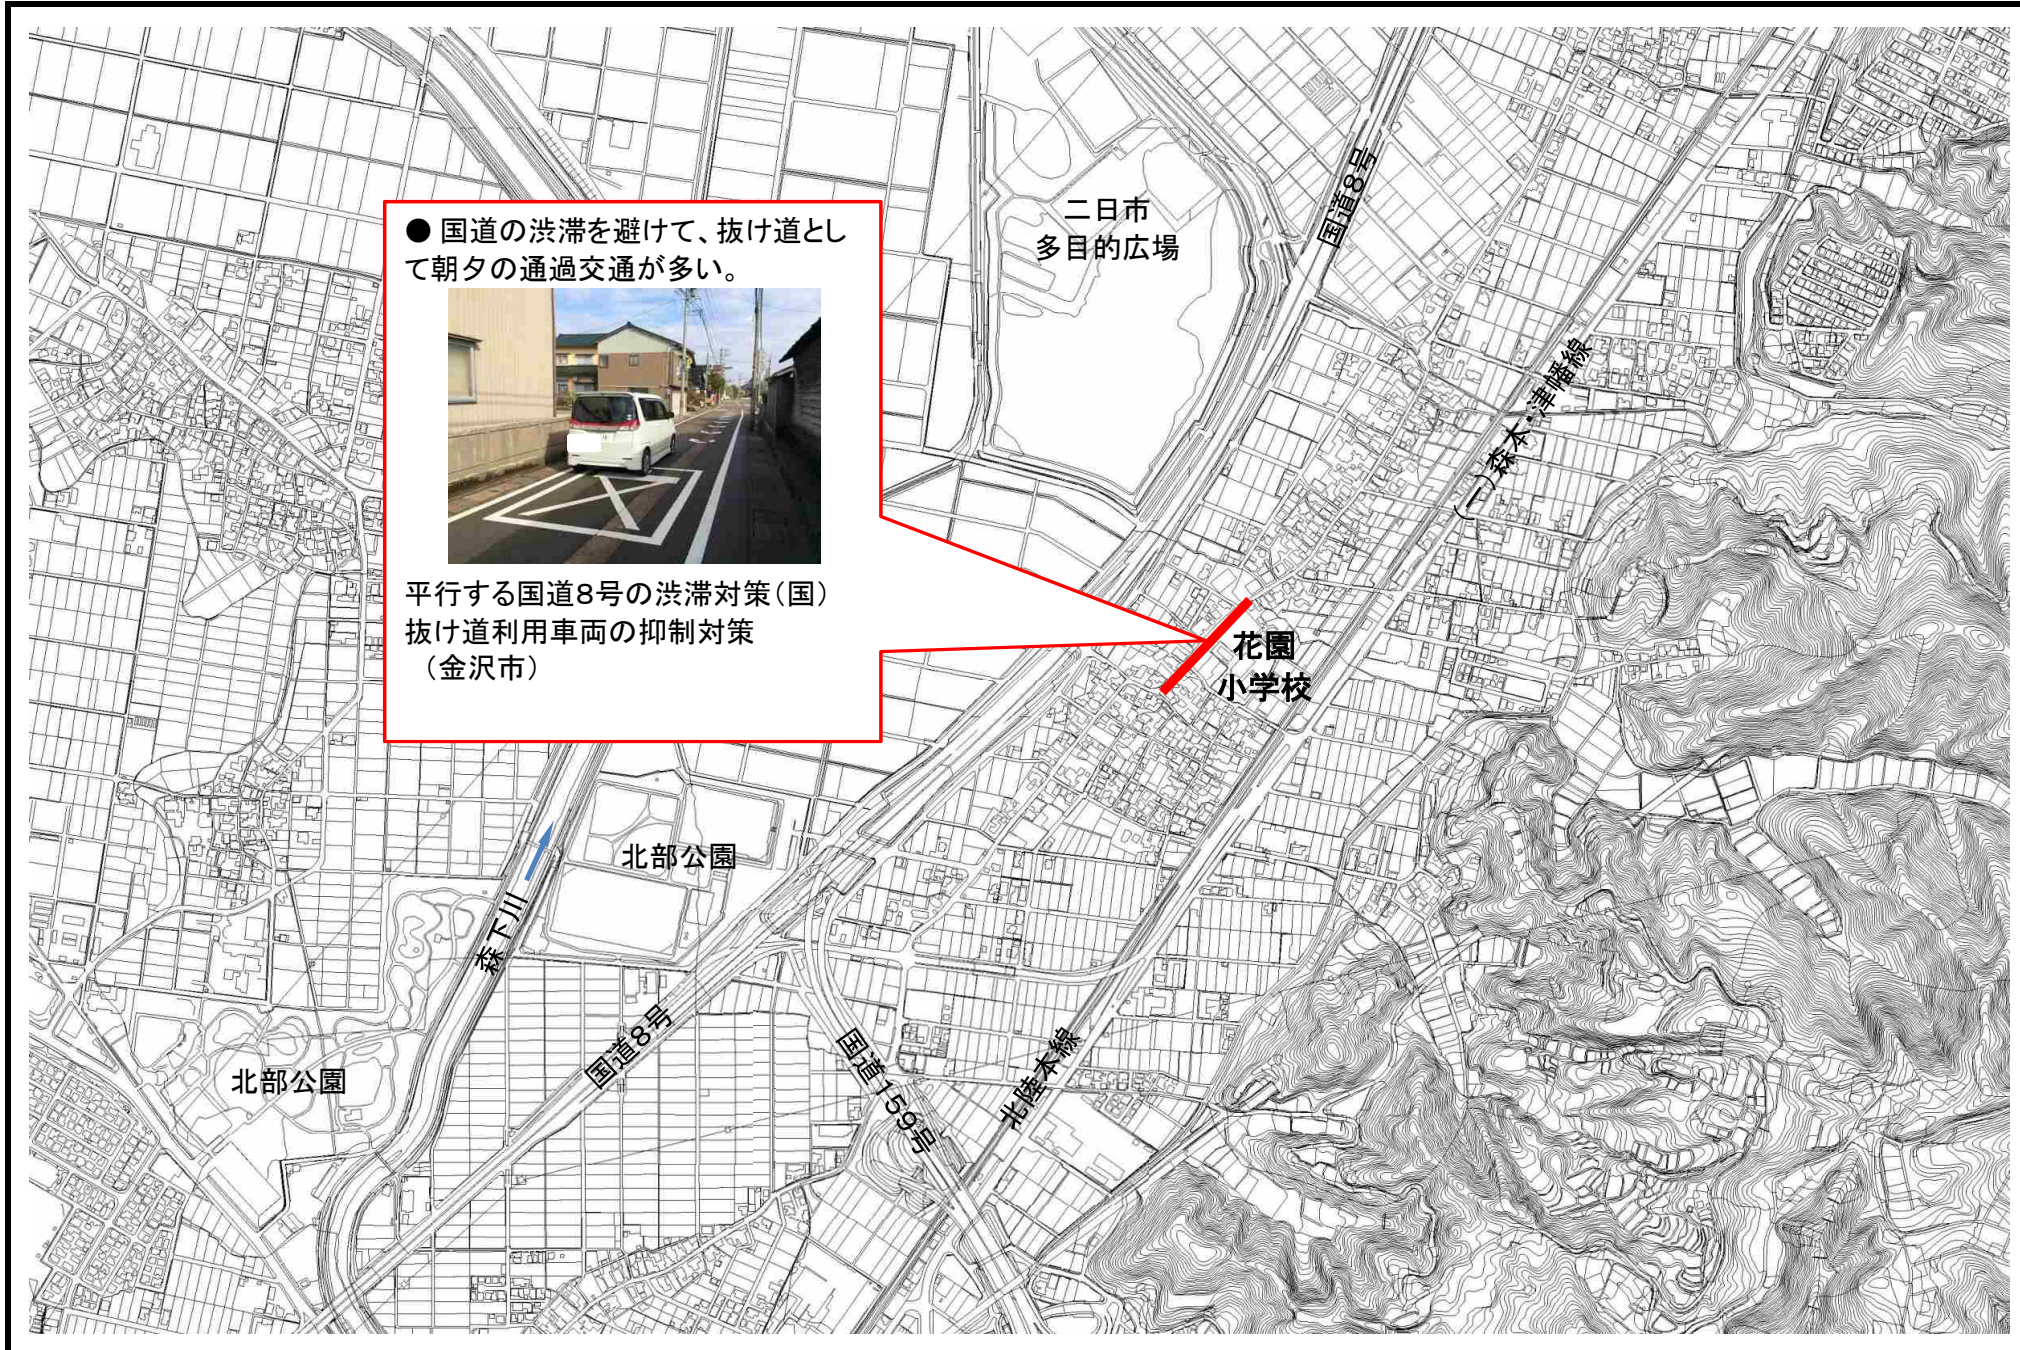 ● 国道の渋滞を避けて、抜け道とし
て朝夕の通過交通が多い。
平行する国道8号の渋滞対策(国)
抜け道利用車両の抑制対策
(金沢市)
二日市
多目的広場
国道8号
(一)森本・津幡線
花園
小学校
北部公園
森下川
国道8号
国道159号
北陸本線
北部公園